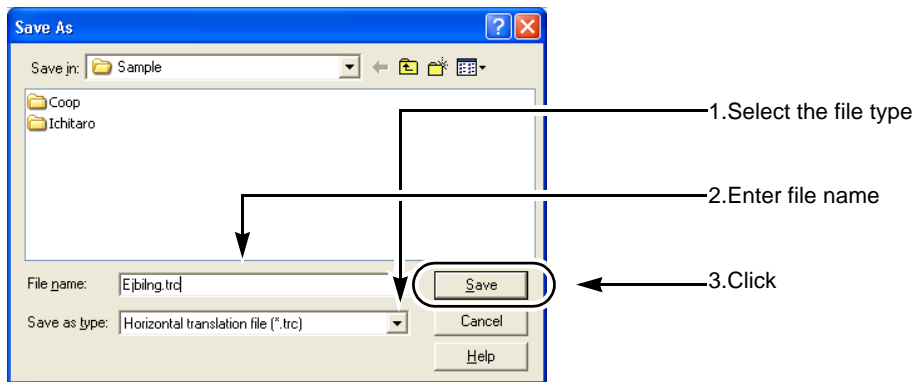 Save As
Save in: Sample
Coop
Ichitaro
1.Select the file type
2.Enter file name
File name: Ejbilng.trc Save
3.Click
Save as type: Horizontal translation file (*.trc) Cancel
Help